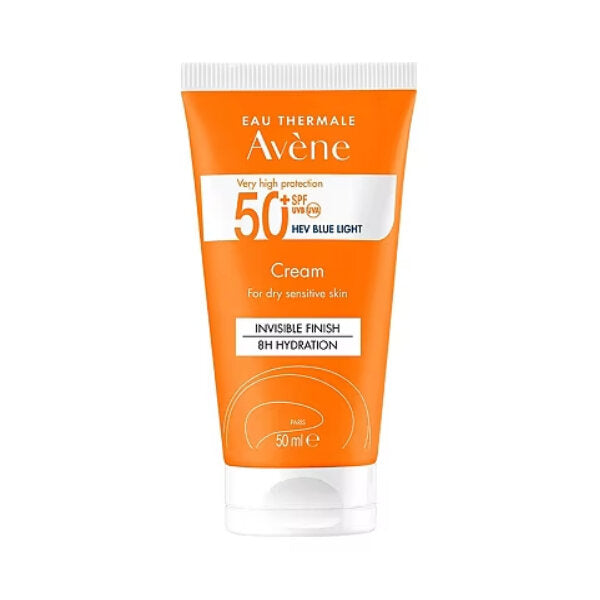 EAU THERMALE
Avène
Very high protection
50+ SPF
UVB UVA
HEV BLUE LIGHT
Cream
For dry sensitive skin
INVISIBLE FINISH
8H HYDRATION
PARIS
50 ml e